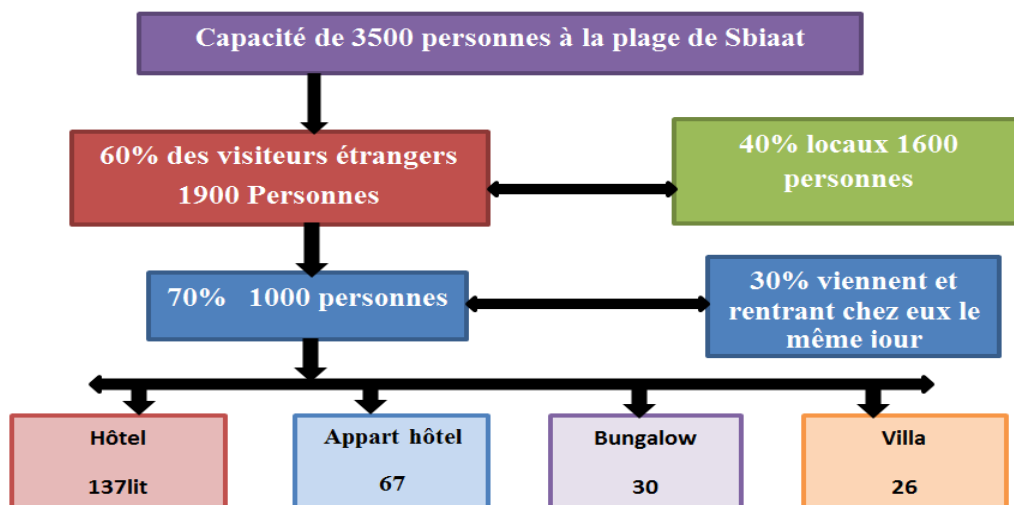 Capacité de 3500 personnes à la plage de Sbiaat
60% des visiteurs étrangers
1900 Personnes
40% locaux 1600
personnes
70% 1000 personnes
30% viennent et
rentrant chez eux le
même iour
Hôtel
137lit
Appart hôtel
67
Bungalow
30
Villa
26